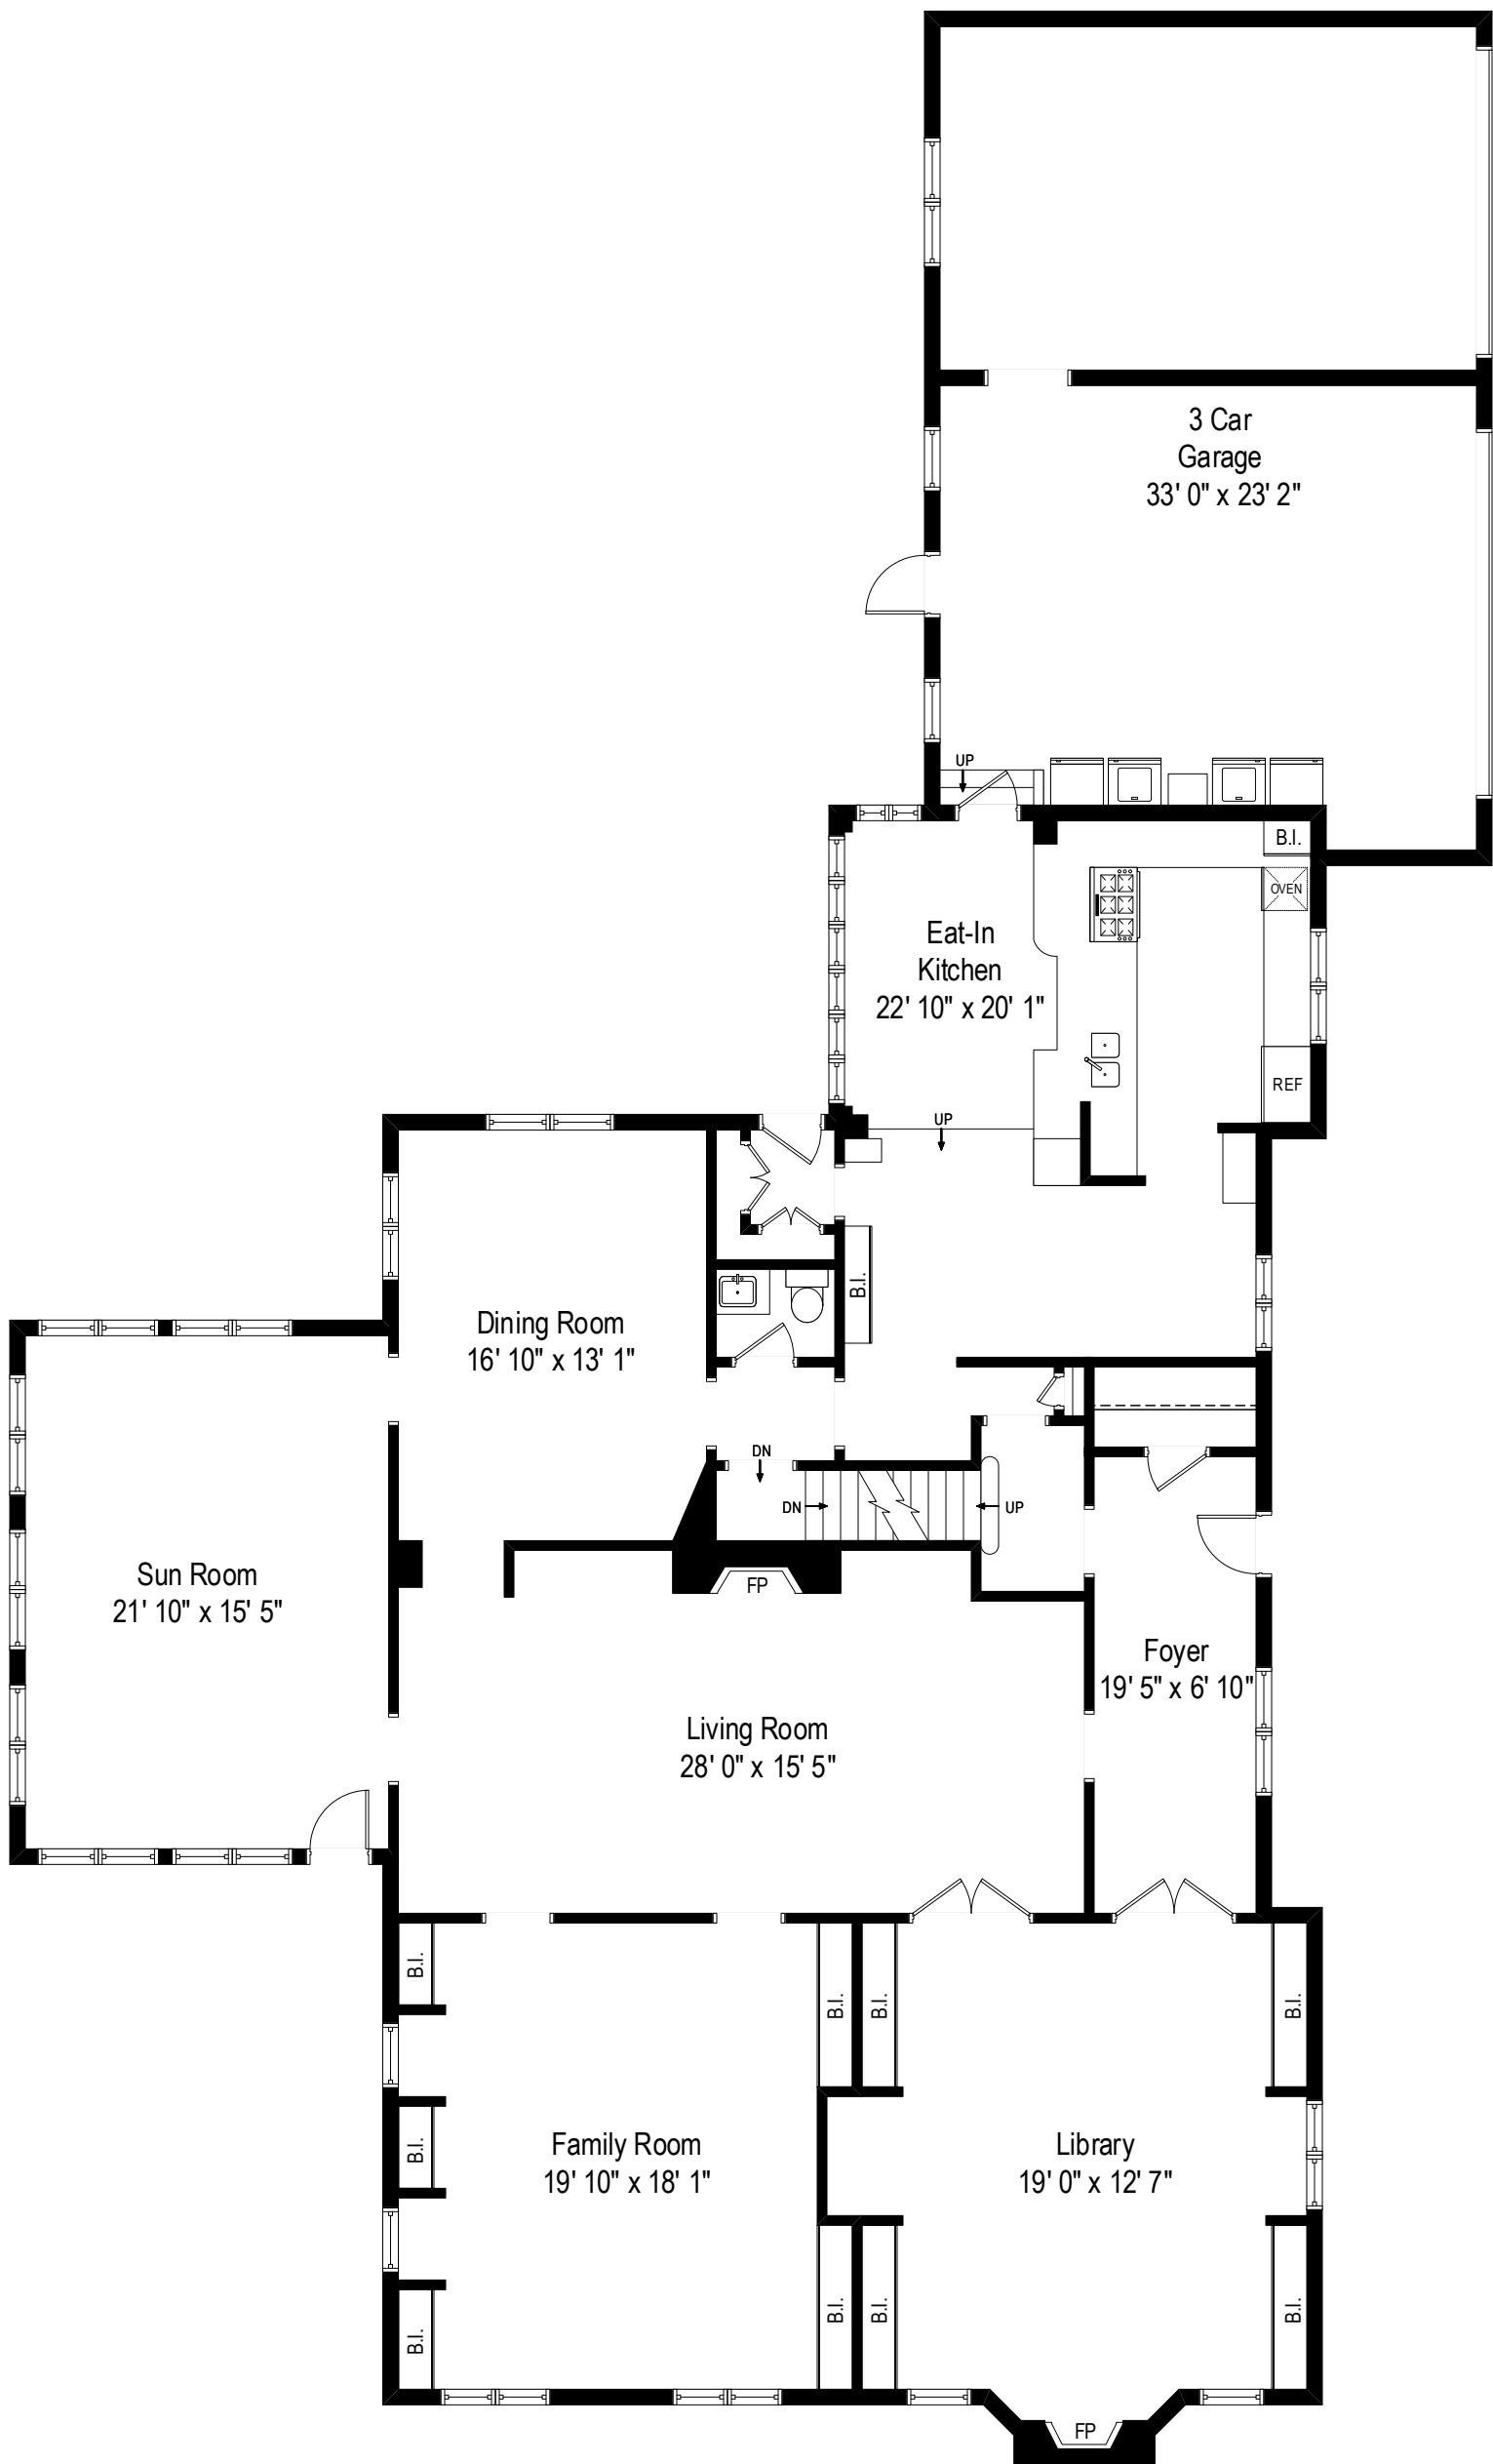 3 Car
Garage
33' 0" x 23' 2"
UP
B.I.
OVEN
Eat-In
Kitchen
22' 10" x 20' 1"
REF
UP
B.I.
Dining Room
16' 10" x 13' 1"
DN
DN
UP
FP
Sun Room
21' 10" x 15' 5"
Foyer
19' 5" x 6' 10"
Living Room
28' 0" x 15' 5"
B.I.
B.I.
B.I.
B.I.
B.I.
Family Room
19' 10" x 18' 1"
Library
19' 0" x 12' 7"
B.I.
B.I.
B.I.
B.I.
FP